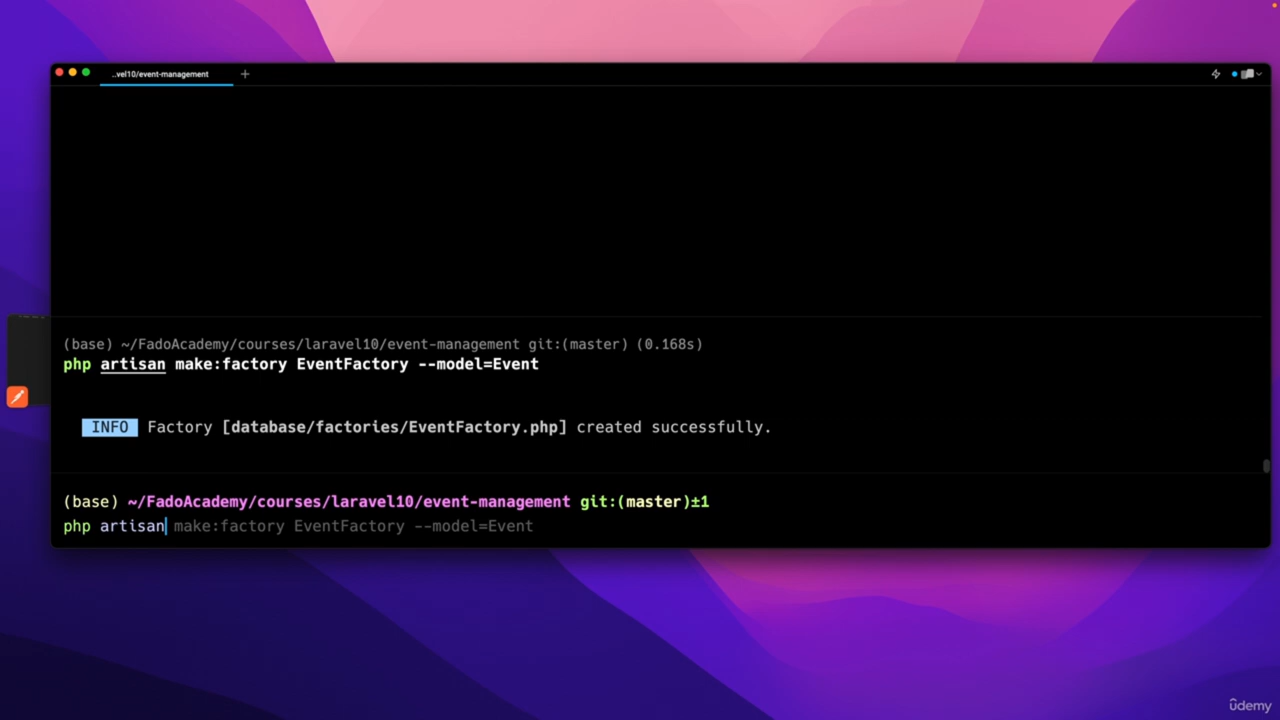 ..vel10/event-management
(base) ~/FadoAcademy/courses/laravel10/event-management git:(master) (0.168s)
php artisan make:factory EventFactory --model=Event
INFO Factory [database/factories/EventFactory.php] created successfully.
(base) ~/FadoAcademy/courses/laravel10/event-management git:(master)±1
php artisan make:factory EventFactory --model=Event
ûdemy